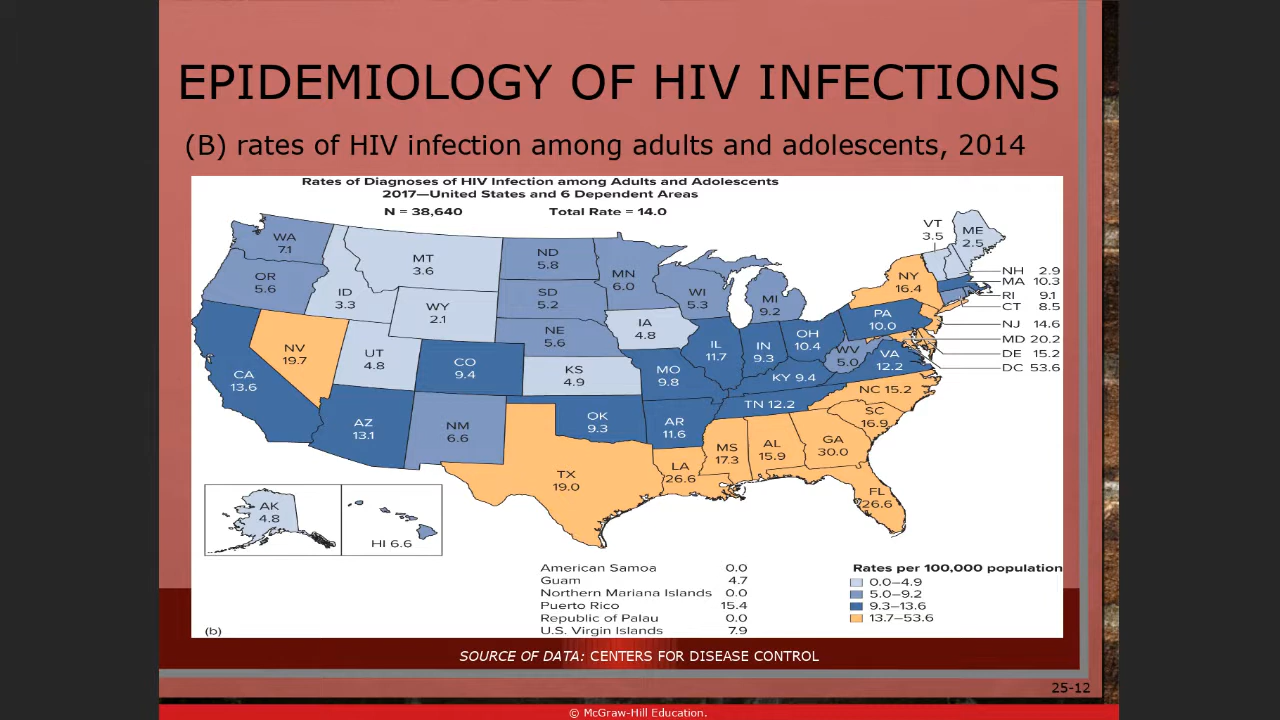 EPIDEMIOLOGY OF HIV INFECTIONS
(B) rates of HIV infection among adults and adolescents, 2014
Rates of Diagnoses of HIV Infection among Adults and Adolescents
2017—United States and 6 Dependent Areas
N = 38,640 Total Rate = 14.0
WA
7.1
OR
5.6
CA
13.6
NV
19.7
ID
3.3
MT
3.6
WY
2.1
UT
4.8
CO
9.4
AZ
13.1
NM
6.6
ND
5.8
SD
5.2
NE
5.6
KS
4.9
OK
9.3
TX
19.0
MN
6.0
IA
4.8
MO
9.8
AR
11.6
LA
26.6
WI
5.3
IL
11.7
MI
9.2
IN
9.3
OH
10.4
KY 9.4
TN 12.2
MS
17.3
AL
15.9
GA
30.0
FL
26.6
SC
16.9
NC 15.2
VA
12.2
WV
5.0
PA
10.0
NY
16.4
VT
3.5
ME
2.5
NH 2.9
MA 10.3
RI 9.1
CT 8.5
NJ 14.6
MD 20.2
DE 15.2
DC 53.6
AK
4.8
HI 6.6
American Samoa 0.0
Guam 4.7
Northern Mariana Islands 0.0
Puerto Rico 15.4
Republic of Palau 0.0
U.S. Virgin Islands 7.9
Rates per 100,000 population
0.0–4.9
5.0–9.2
9.3–13.6
13.7–53.6
(b)
SOURCE OF DATA: CENTERS FOR DISEASE CONTROL
25-12
© McGraw-Hill Education.